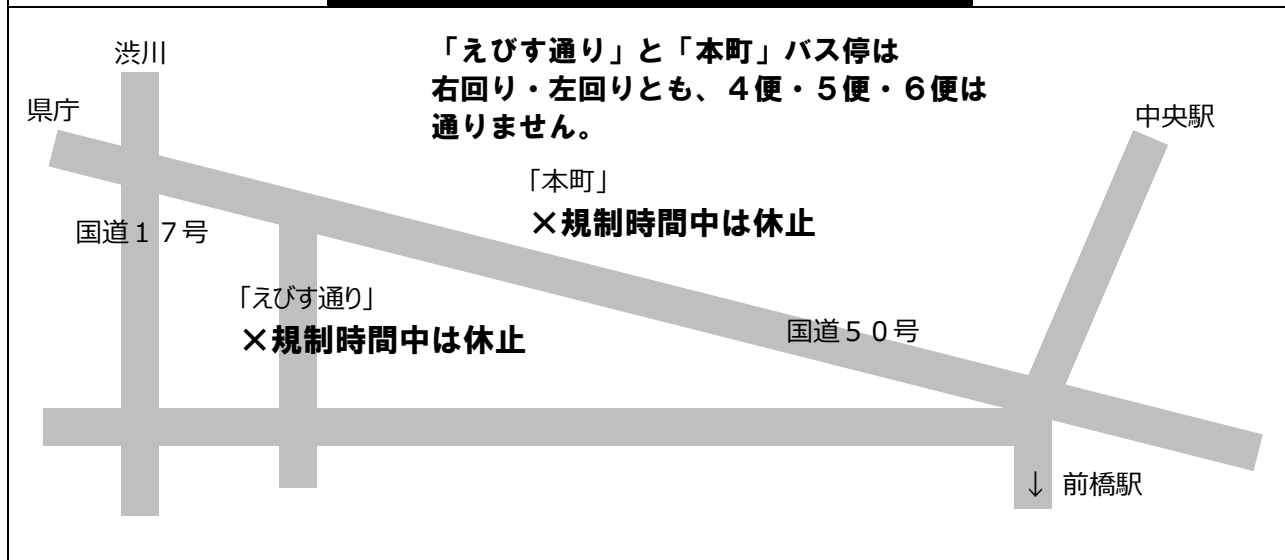 渋川
「えびす通り」と「本町」バス停は
右回り・左回りとも、４便・５便・６便は
通りません。
県庁
中央駅
「本町」
×規制時間中は休止
国道１７号
「えびす通り」
×規制時間中は休止
国道５０号
↓ 前橋駅